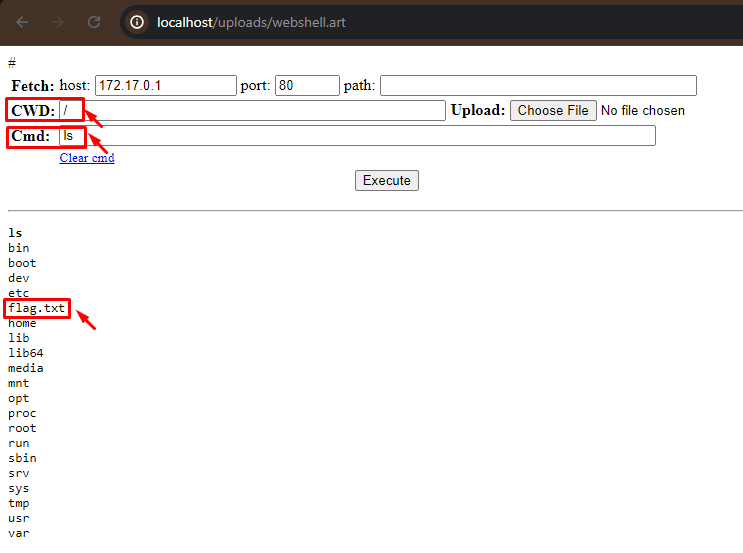 localhost/uploads/webshell.art
#
Fetch: host: 172.17.0.1 port: 80 path:
CWD: / Upload: Choose File No file chosen
Cmd: ls
Clear cmd
Execute
ls
bin
boot
dev
etc
flag.txt
home
lib
lib64
media
mnt
opt
proc
root
run
sbin
srv
sys
tmp
usr
var